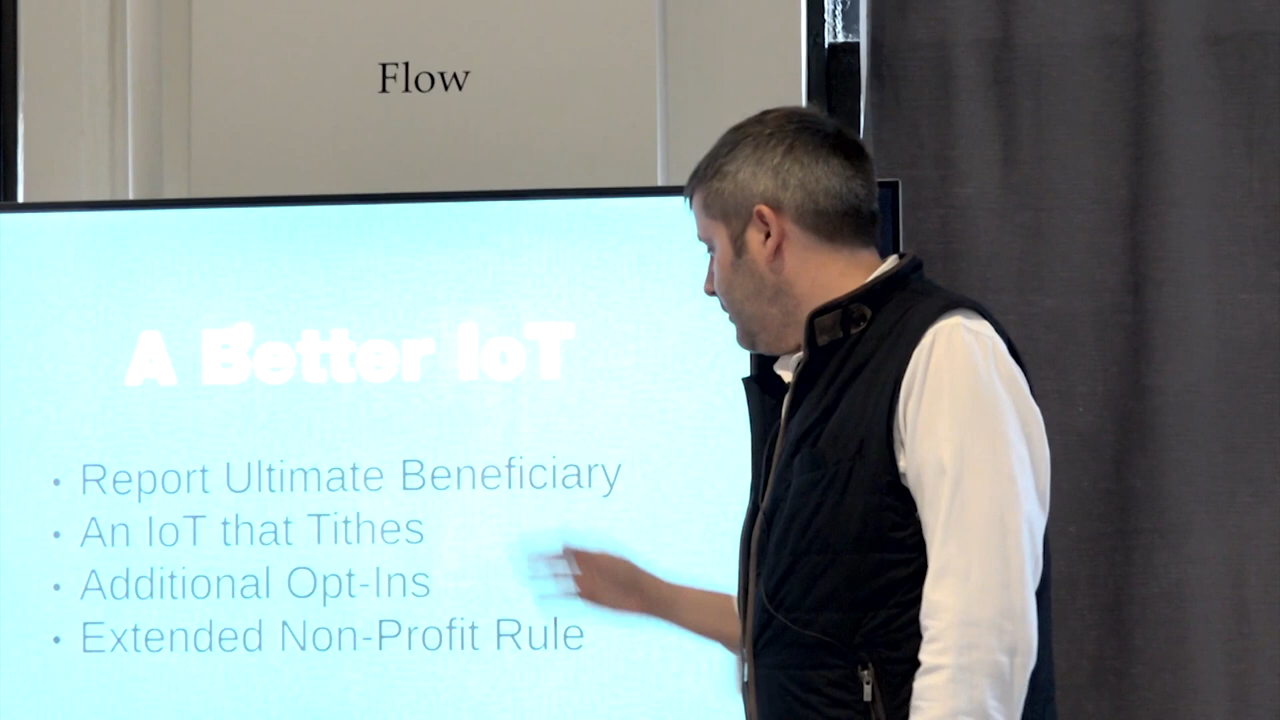 Flow
A Better IoT
• Report Ultimate Beneficiary
• An IoT that Tithes
• Additional Opt-Ins
• Extended Non-Profit Rule